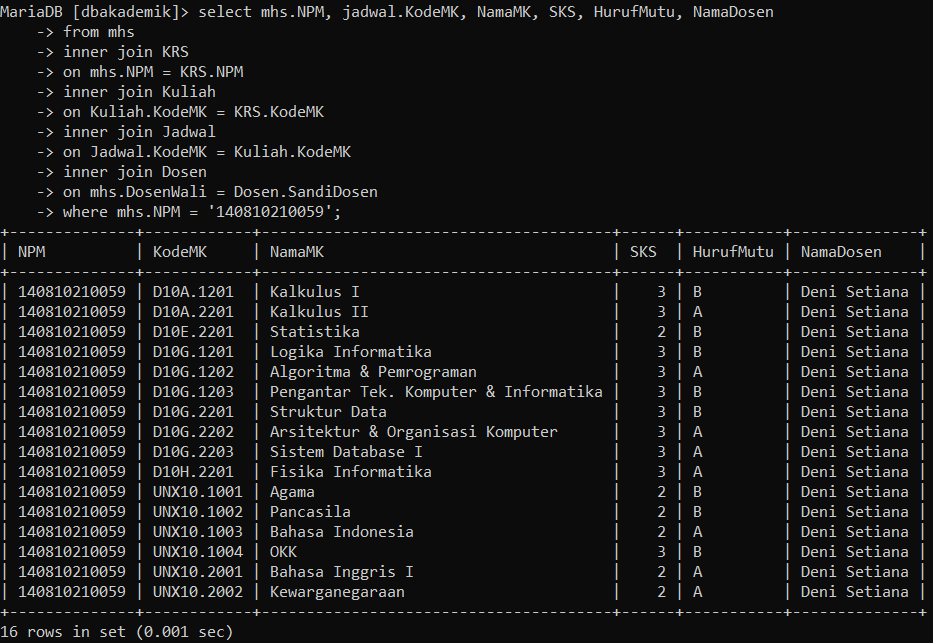 MariaDB [dbakademik]> select mhs.NPM, jadwal.KodeMK, NamaMK, SKS, HurufMutu, NamaDosen
    -> from mhs
    -> inner join KRS
    -> on mhs.NPM = KRS.NPM
    -> inner join Kuliah
    -> on Kuliah.KodeMK = KRS.KodeMK
    -> inner join Jadwal
    -> on Jadwal.KodeMK = Kuliah.KodeMK
    -> inner join Dosen
    -> on mhs.DosenWali = Dosen.SandiDosen
    -> where mhs.NPM = '140810210059';
+--------------+------------+---------------------------------------+------+-----------+--------------+
| NPM          | KodeMK     | NamaMK                                | SKS  | HurufMutu | NamaDosen    |
+--------------+------------+---------------------------------------+------+-----------+--------------+
| 140810210059 | D10A.1201  | Kalkulus I                            |    3 | B         | Deni Setiana |
| 140810210059 | D10A.2201  | Kalkulus II                           |    3 | A         | Deni Setiana |
| 140810210059 | D10E.2201  | Statistika                            |    2 | B         | Deni Setiana |
| 140810210059 | D10G.1201  | Logika Informatika                    |    3 | B         | Deni Setiana |
| 140810210059 | D10G.1202  | Algoritma & Pemrograman               |    3 | A         | Deni Setiana |
| 140810210059 | D10G.1203  | Pengantar Tek. Komputer & Informatika |    3 | B         | Deni Setiana |
| 140810210059 | D10G.2201  | Struktur Data                         |    3 | B         | Deni Setiana |
| 140810210059 | D10G.2202  | Arsitektur & Organisasi Komputer      |    3 | A         | Deni Setiana |
| 140810210059 | D10G.2203  | Sistem Database I                     |    3 | A         | Deni Setiana |
| 140810210059 | D10H.2201  | Fisika Informatika                    |    3 | A         | Deni Setiana |
| 140810210059 | UNX10.1001 | Agama                                 |    2 | B         | Deni Setiana |
| 140810210059 | UNX10.1002 | Pancasila                             |    2 | B         | Deni Setiana |
| 140810210059 | UNX10.1003 | Bahasa Indonesia                      |    2 | A         | Deni Setiana |
| 140810210059 | UNX10.1004 | OKK                                   |    3 | B         | Deni Setiana |
| 140810210059 | UNX10.2001 | Bahasa Inggris I                      |    2 | A         | Deni Setiana |
| 140810210059 | UNX10.2002 | Kewarganegaraan                       |    2 | A         | Deni Setiana |
+--------------+------------+---------------------------------------+------+-----------+--------------+
16 rows in set (0.001 sec)